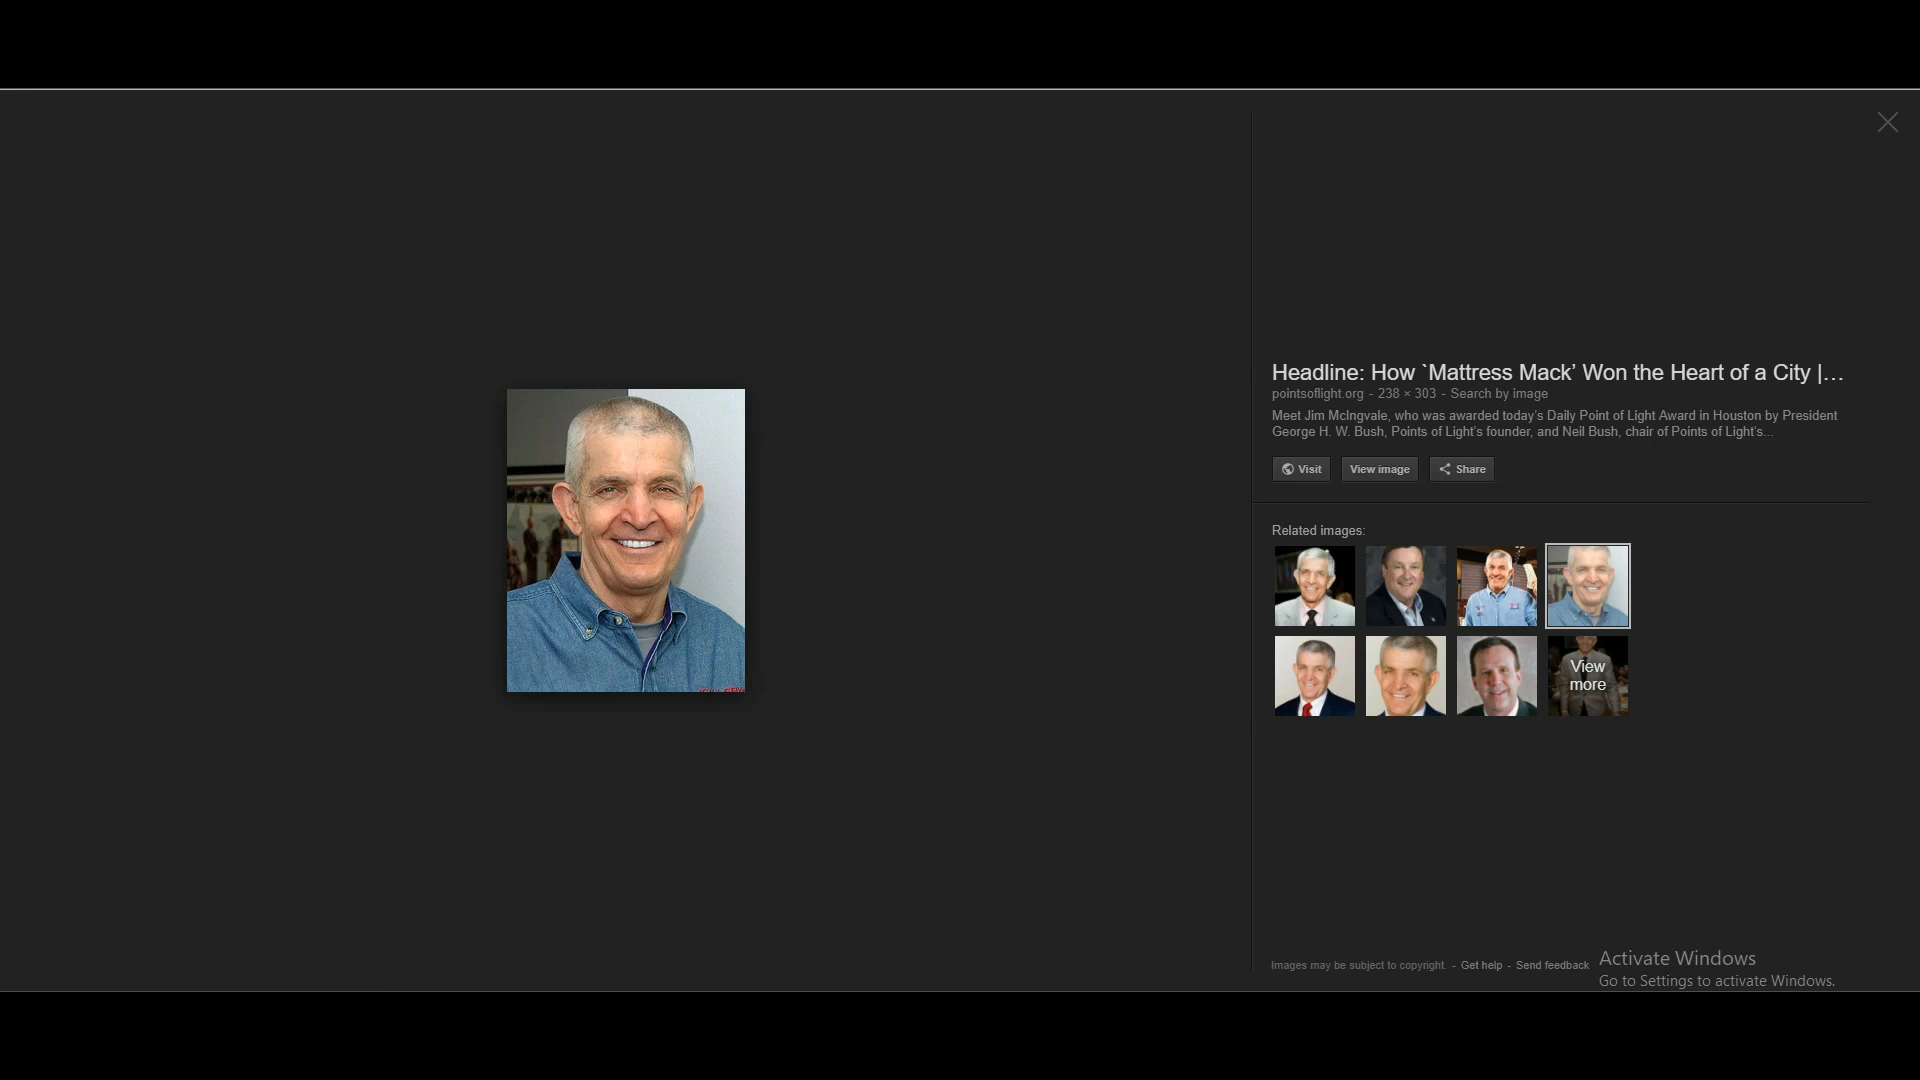 Headline: How `Mattress Mack’ Won the Heart of a City |…
pointsoflight.org - 238 × 303 - Search by image
Meet Jim McIngvale, who was awarded today’s Daily Point of Light Award in Houston by President
George H. W. Bush, Points of Light’s founder, and Neil Bush, chair of Points of Light’s...
Visit View image Share
Related images:
View
more
Images may be subject to copyright. - Get help - Send feedback
Activate Windows
Go to Settings to activate Windows.